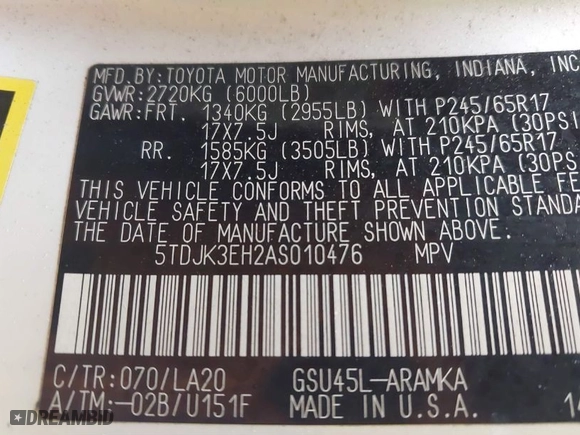 MFD.BY:TOYOTA MOTOR MANUFACTURING, INDIANA, INC
GVWR:2720KG (6000LB)
GAWR:FRT. 1340KG (2955LB) WITH P245/65R17
17X7.5J RIMS, AT 210KPA (30PSI
RR. 1585KG (3505LB) WITH P245/65R17
17X7.5J RIMS, AT 210KPA (30PS
THIS VEHICLE CONFORMS TO ALL APPLICABLE FE
VEHICLE SAFETY AND THEFT PREVENTION STANDA
THE DATE OF MANUFACTURE SHOWN ABOVE.
5TDJK3EH2AS010476 MPV
C/TR:070/LA20 GSU45L-ARAMKA
A/TM:-02B/U151F MADE IN U.S.A. 14
DREAMBID